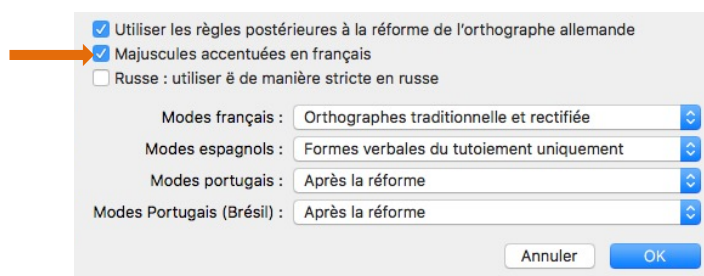 Utiliser les règles postérieures à la réforme de l'orthographe allemande
Majuscules accentuées en français
Russe : utiliser ë de manière stricte en russe
Modes français : Orthographes traditionnelle et rectifiée
Modes espagnols : Formes verbales du tutoiement uniquement
Modes portugais : Après la réforme
Modes Portugais (Brésil) : Après la réforme
Annuler OK